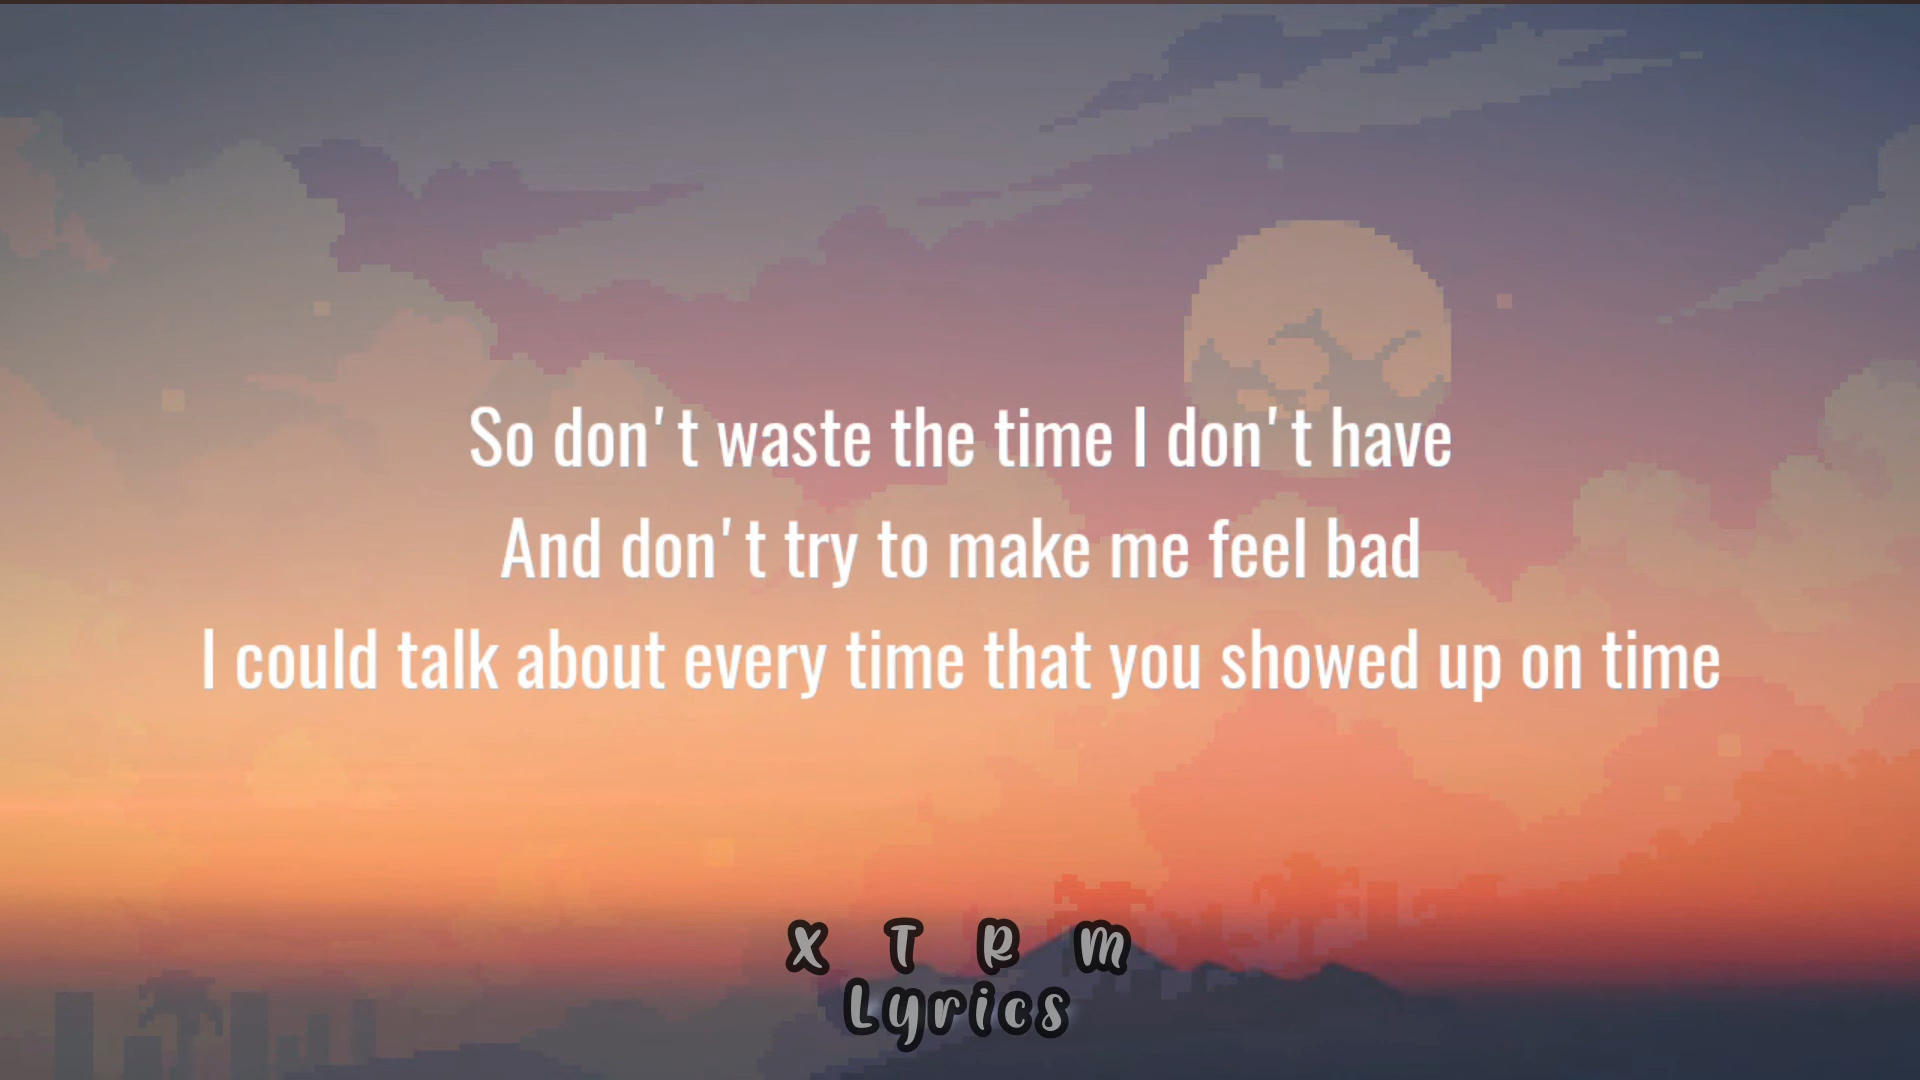 So don't waste the time I don't have
And don't try to make me feel bad
I could talk about every time that you showed up on time
X T R M
Lyrics